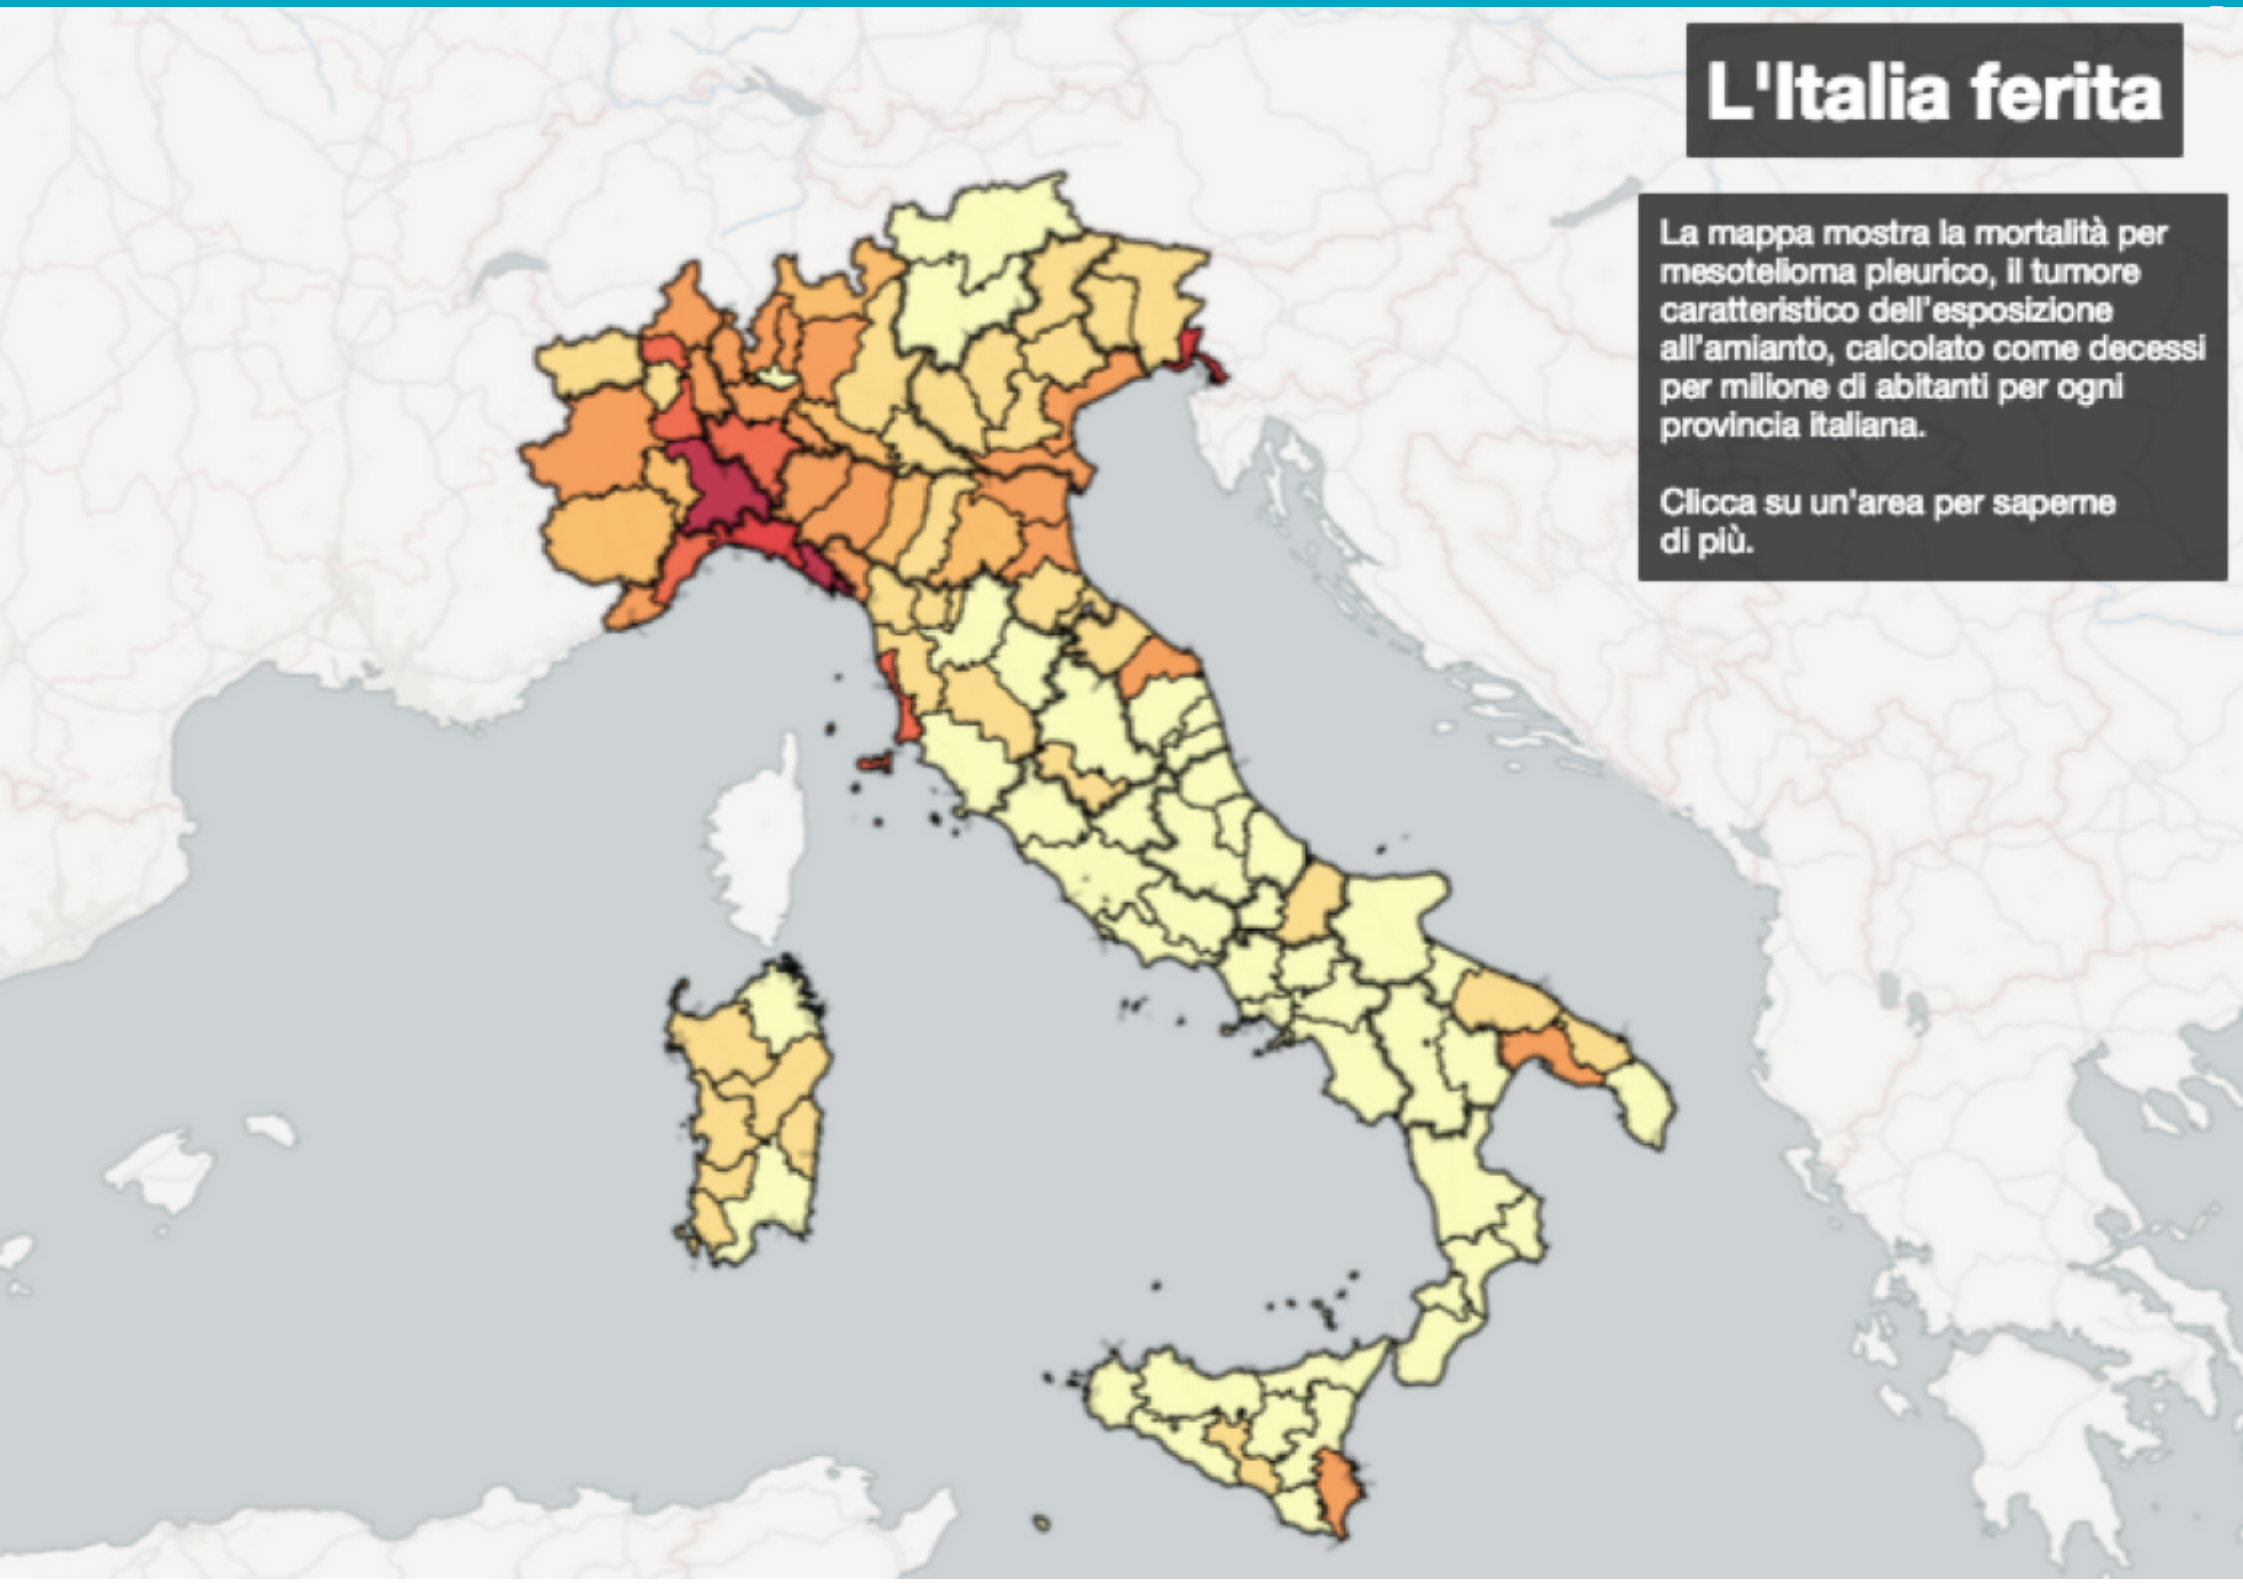 L'Italia ferita
La mappa mostra la mortalità per
mesotelioma pleurico, il tumore
caratteristico dell'esposizione
all'amianto, calcolato come decessi
per milione di abitanti per ogni
provincia italiana.
Clicca su un'area per saperne
di più.